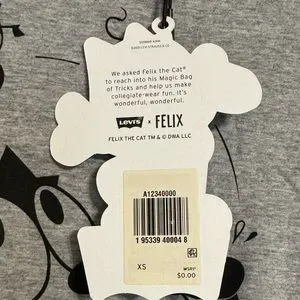 We asked Felix the Cat®
to reach into his Magic Bag
of Tricks and help us make
collegiate-wear fun. It's
wonderful, wonderful.
Levi's x FELIX
FELIX THE CAT TM & © DWA LLC
A12340000
1 95339 40004 8
XS
MSRP
$0.00